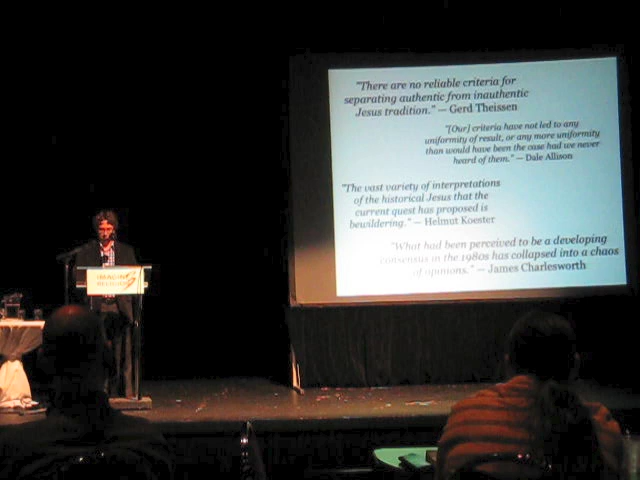 "There are no reliable criteria for
separating authentic from inauthentic
Jesus tradition." — Gerd Theissen
"[Our] criteria have not led to any
uniformity of result, or any more uniformity
than would have been the case had we never
heard of them." — Dale Allison
"The vast variety of interpretations
of the historical Jesus that the
current quest has proposed is
bewildering." — Helmut Koester
"What had been perceived to be a developing
consensus in the 1980s has collapsed into a chaos
of opinions." — James Charlesworth
IMAGINE
RELIGION